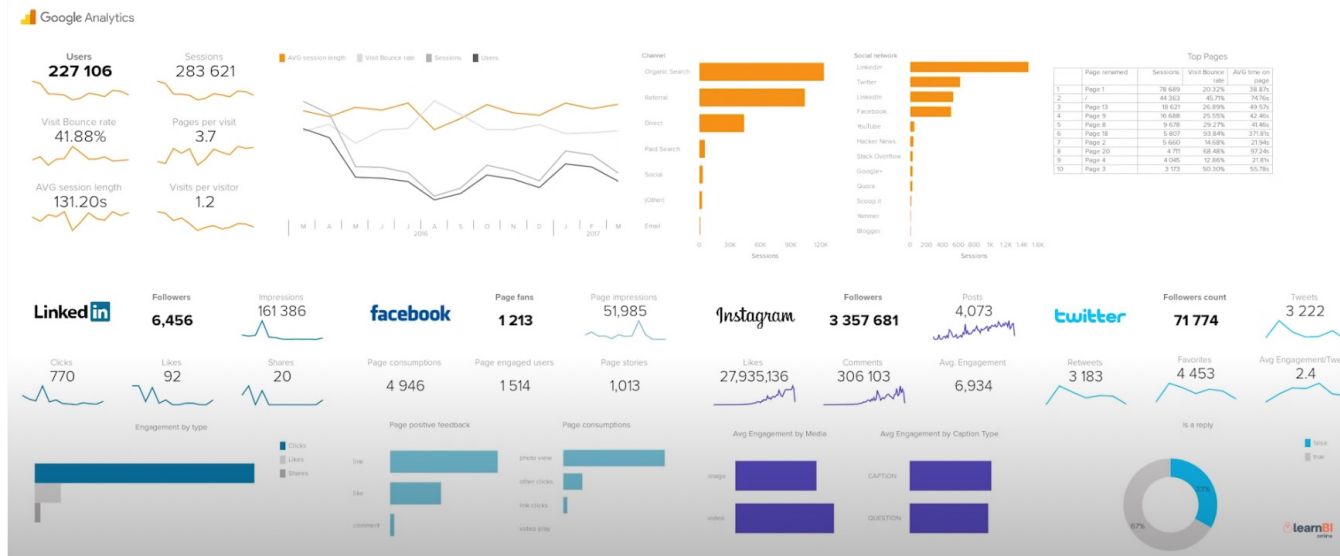 Google Analytics
Users
227 106
Sessions
283 621
Visit Bounce rate
41.88%
Pages per visit
3.7
AVG session length
131.20s
Visits per visitor
1.2
AVG session length Visit Bounce rate Sessions Users
M A M J J A S O N D J F M
2016 2017
Channel
Organic Search
Referral
Direct
Paid Search
Social
(Other)
Email
0 30K 60K 90K 120K
Sessions
Social network
LinkedIn
Twitter
LinkedIn
Facebook
YouTube
Hacker News
Stack Overflow
Google+
Quora
Scoop.it
Yammer
Blogger
0 200 400 600 800 1K 1.2K 1.4K 1.6K
Sessions
Top Pages
Page renamed Sessions Visit Bounce rate AVG time on page
1 Page 1 78 689 20.32% 38.87s
2 / 44 363 45.71% 74.76s
3 Page 13 18 621 26.89% 49.57s
4 Page 9 16 688 25.55% 42.46s
5 Page 8 9 678 29.27% 41.46s
6 Page 18 5 807 93.84% 371.81s
7 Page 2 5 660 14.68% 21.94s
8 Page 20 4 711 68.48% 97.24s
9 Page 4 4 045 12.86% 21.81s
10 Page 3 3 173 50.30% 55.78s
Linked in
Followers
6,456
Impressions
161 386
Clicks
770
Likes
92
Shares
20
Engagement by type
Clicks
Likes
Shares
facebook
Page fans
1 213
Page impressions
51,985
Page consumptions
4 946
Page engaged users
1 514
Page stories
1,013
Page positive feedback
link
like
comment
Page consumptions
photo view
other clicks
link clicks
video play
Instagram
Followers
3 357 681
Posts
4,073
Likes
27,935,136
Comments
306 103
Avg. Engagement
6,934
Avg Engagement by Media
image
video
Avg Engagement by Caption Type
CAPTION
QUESTION
twitter
Followers count
71 774
Tweets
3 222
Retweets
3 183
Favorites
4 453
Avg Engagement/Twe
2.4
Is a reply
false
true
33%
67%
learnBI
online